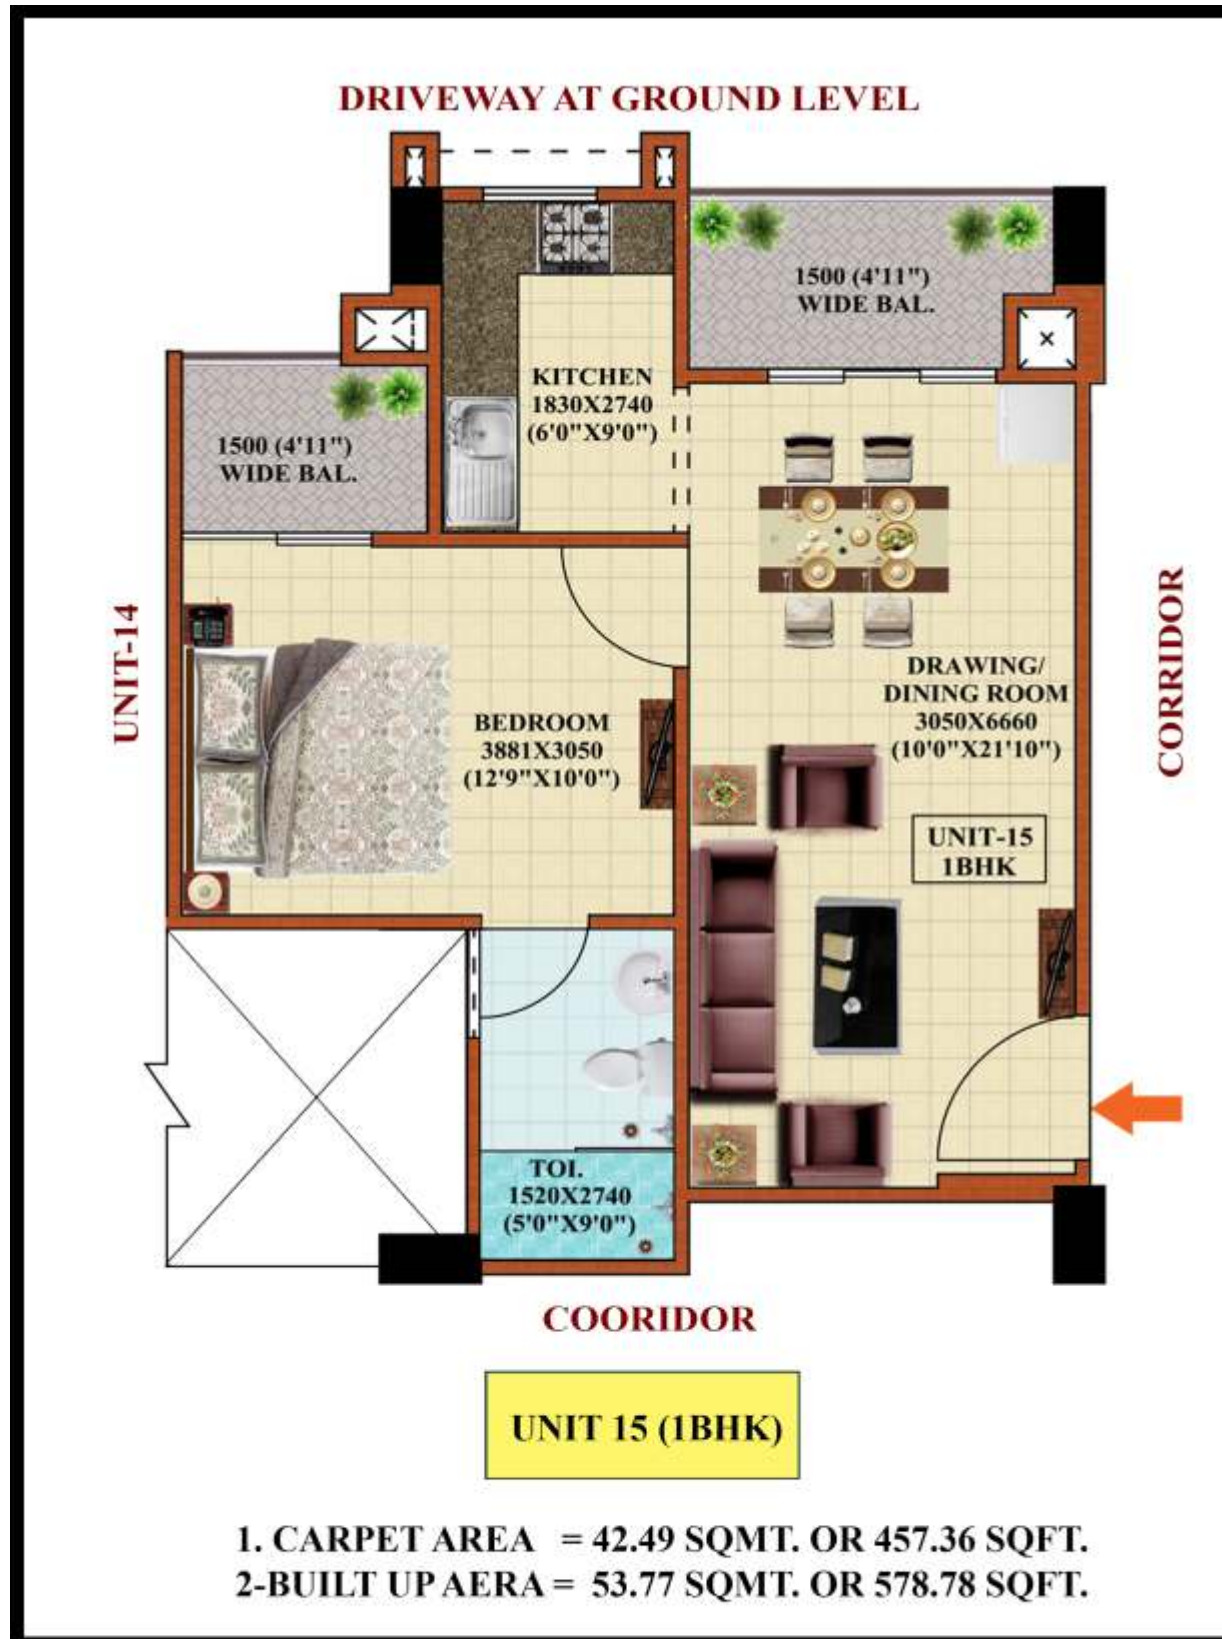 DRIVEWAY AT GROUND LEVEL
1500 (4'11")
WIDE BAL.
KITCHEN
1830X2740
(6'0"X9'0")
1500 (4'11")
WIDE BAL.
UNIT-14
CORRIDOR
DRAWING/
DINING ROOM
3050X6660
(10'0"X21'10")
BEDROOM
3881X3050
(12'9"X10'0")
UNIT-15
1BHK
TOI.
1520X2740
(5'0"X9'0")
COORIDOR
UNIT 15 (1BHK)
1. CARPET AREA = 42.49 SQMT. OR 457.36 SQFT.
2-BUILT UP AERA = 53.77 SQMT. OR 578.78 SQFT.